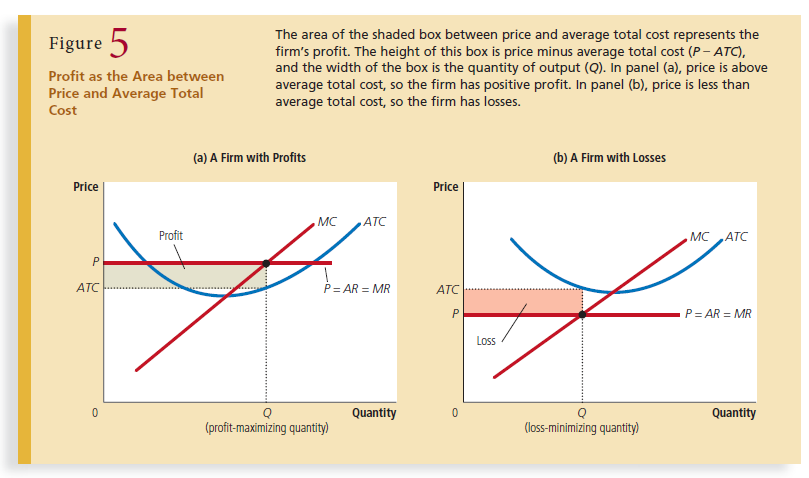 Figure 5
Profit as the Area between
Price and Average Total
Cost
The area of the shaded box between price and average total cost represents the
firm's profit. The height of this box is price minus average total cost (P – ATC),
and the width of the box is the quantity of output (Q). In panel (a), price is above
average total cost, so the firm has positive profit. In panel (b), price is less than
average total cost, so the firm has losses.
(a) A Firm with Profits
Price
MC
ATC
Profit
P
ATC
P = AR = MR
0
Q
Quantity
(profit-maximizing quantity)
(b) A Firm with Losses
Price
MC
ATC
ATC
P
P = AR = MR
Loss
0
Q
Quantity
(loss-minimizing quantity)